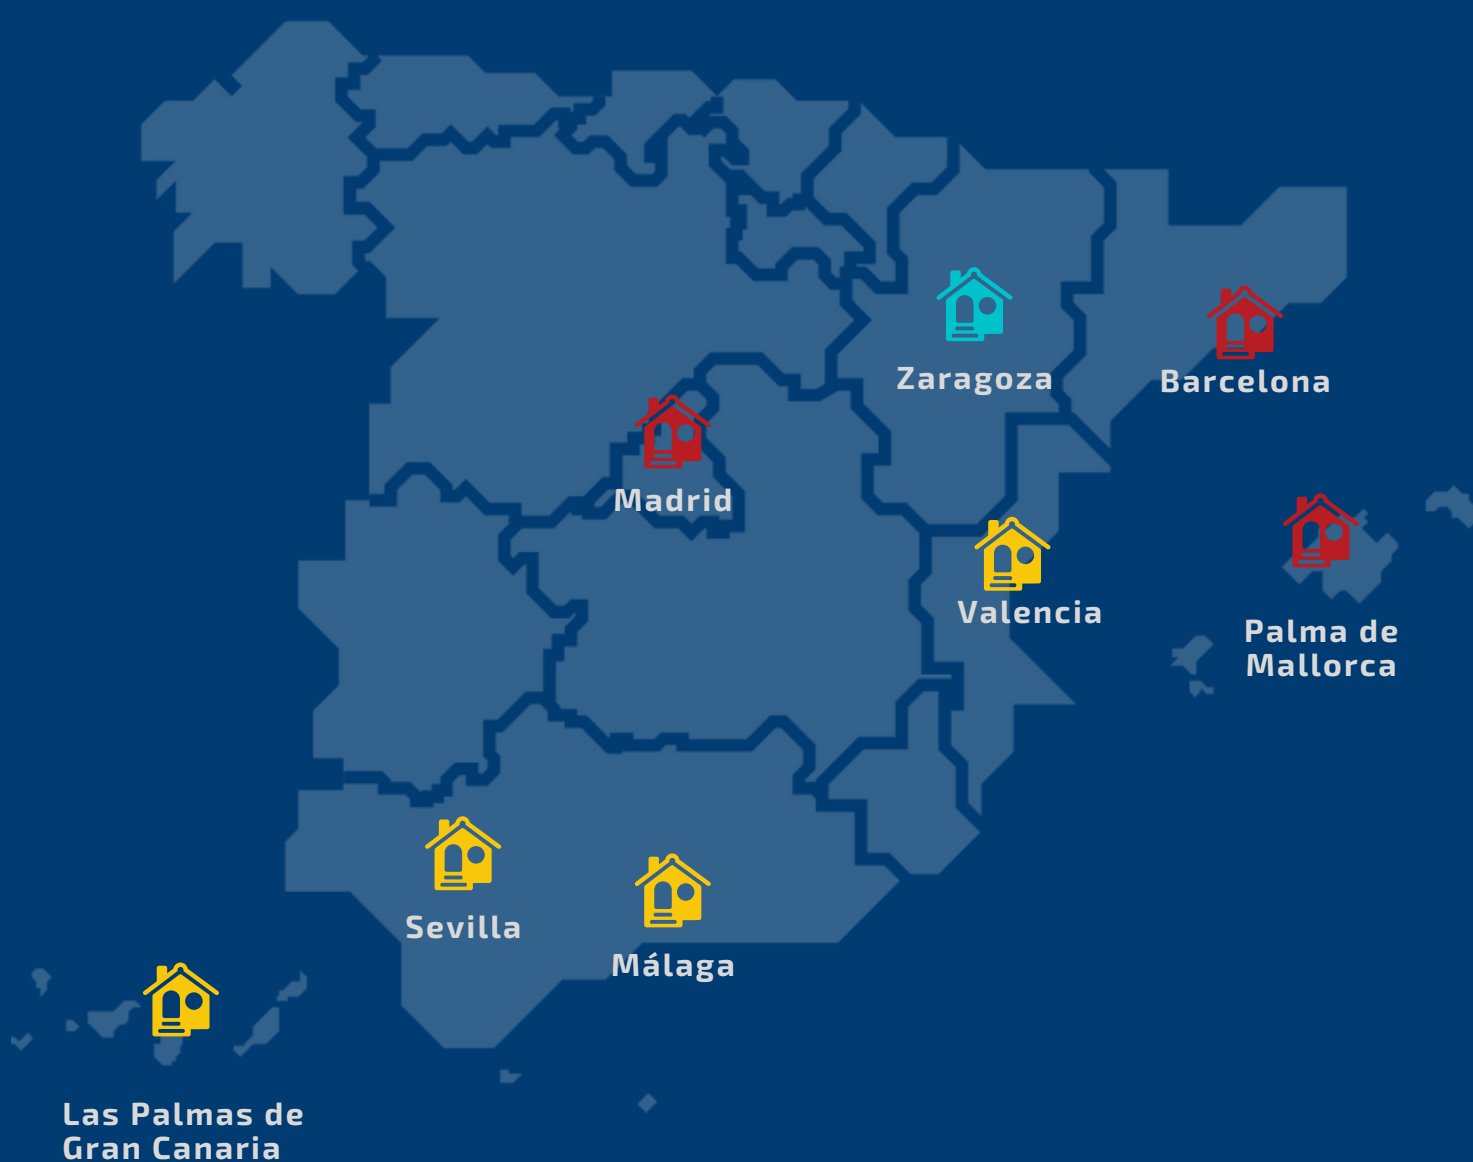 Zaragoza
Barcelona
Madrid
Valencia
Palma de
Mallorca
Sevilla
Málaga
Las Palmas de
Gran Canaria